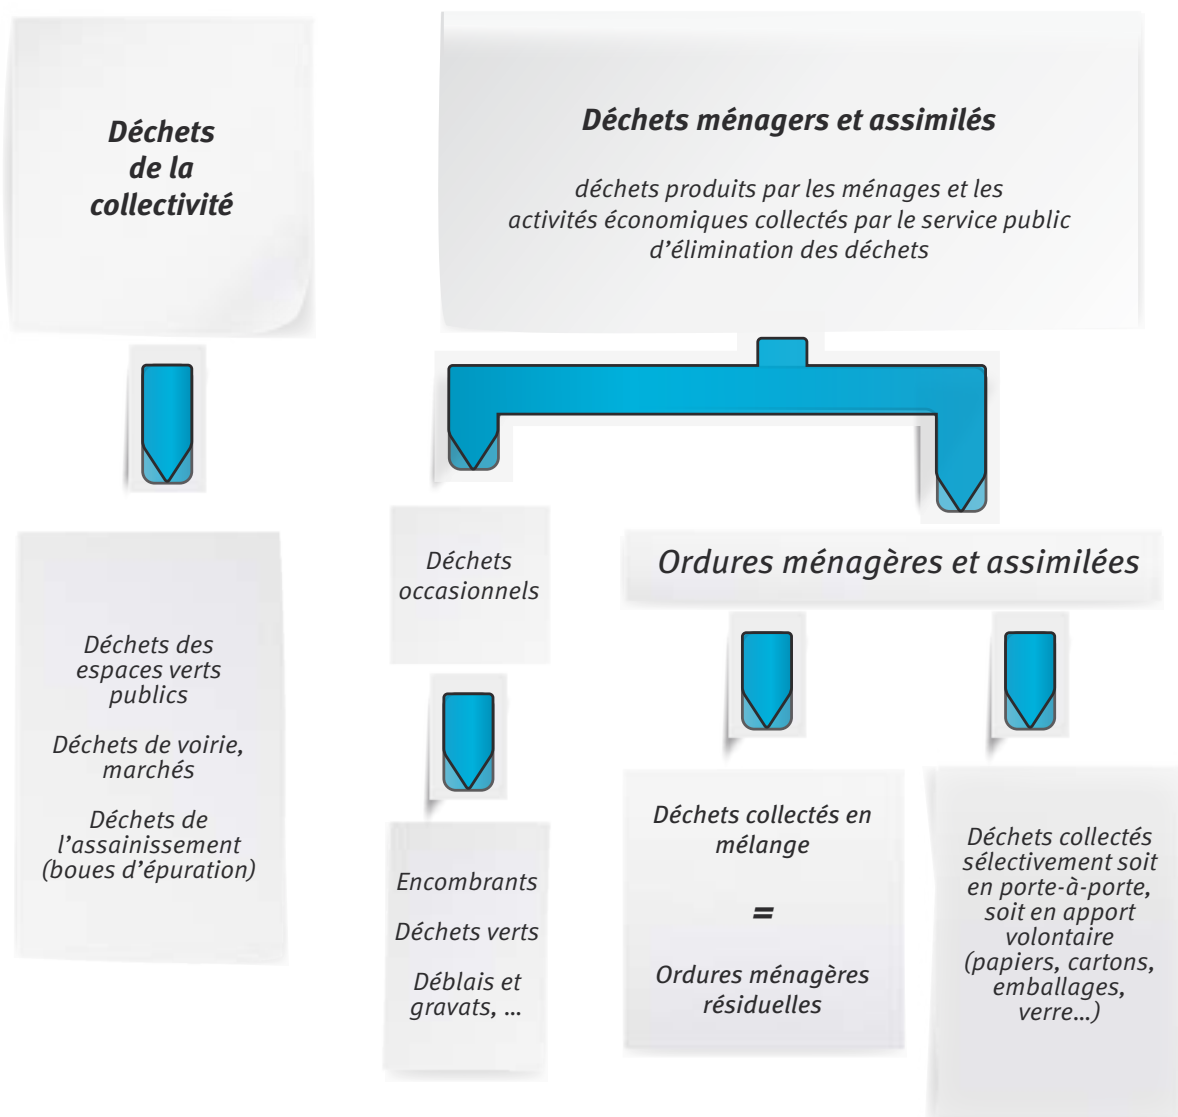 Déchets
de la
collectivité
Déchets ménagers et assimilés
déchets produits par les ménages et les
activités économiques collectés par le service public
d’élimination des déchets
Déchets
occasionnels
Ordures ménagères et assimilées
Déchets des
espaces verts
publics
Déchets de voirie,
marchés
Déchets de
l’assainissement
(boues d’épuration)
Encombrants
Déchets verts
Déblais et
gravats, ...
Déchets collectés en
mélange
=
Ordures ménagères
résiduelles
Déchets collectés
sélectivement soit
en porte-à-porte,
soit en apport
volontaire
(papiers, cartons,
emballages,
verre...)